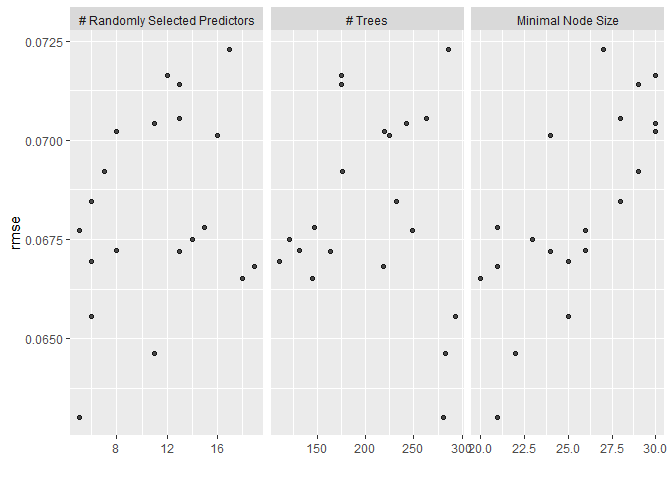 # Randomly Selected Predictors
# Trees
Minimal Node Size
rmse
0.0725
0.0700
0.0675
0.0650
8 12 16
150 200 250 300
20.0 22.5 25.0 27.5 30.0